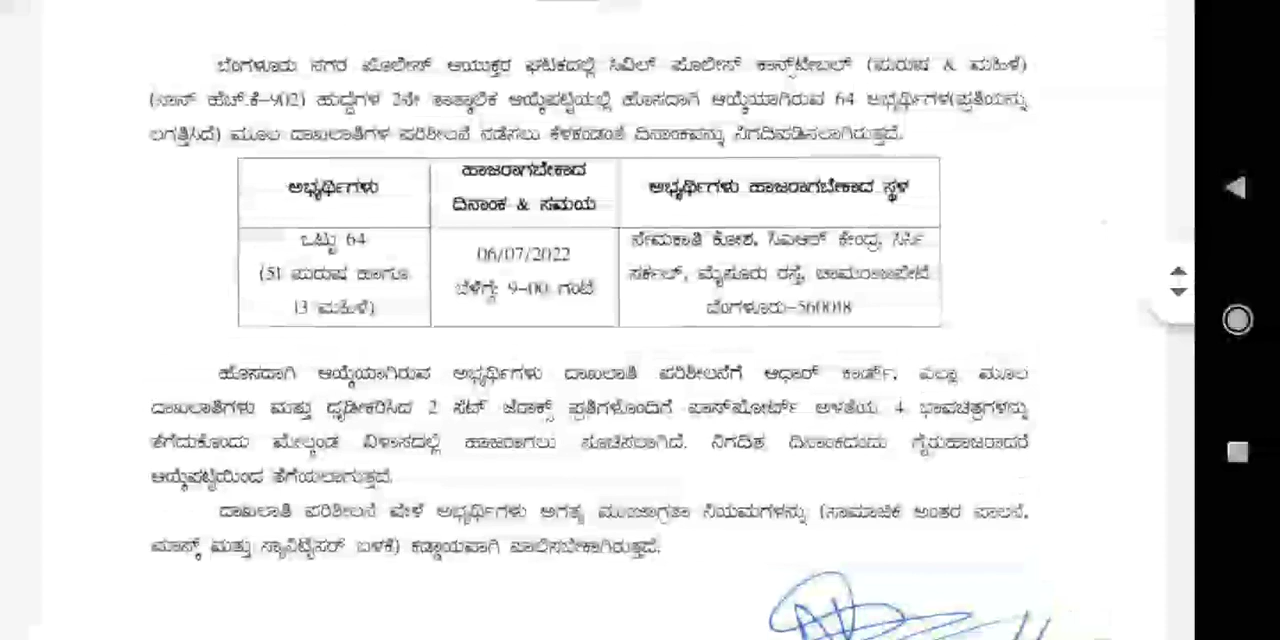 ಬೆಂಗಳೂರು ನಗರ ಪೊಲೀಸ್ ಆಯುಕ್ತರ ಘಟಕದಲ್ಲಿ ಸಿವಿಲ್ ಪೊಲೀಸ್ ಕಾನ್ಸ್‌ಟೇಬಲ್ (ಪುರುಷ & ಮಹಿಳೆ)
(ನಾನ್ ಹೆಚ್.ಕೆ-902) ಹುದ್ದೆಗಳ 2ನೇ ತಾತ್ಕಾಲಿಕ ಆಯ್ಕೆಪಟ್ಟಿಯಲ್ಲಿ ಹೊಸದಾಗಿ ಆಯ್ಕೆಯಾಗಿರುವ 64 ಅಭ್ಯರ್ಥಿಗಳ(ಪ್ರತಿಯನ್ನು
ಲಗತ್ತಿಸಿದೆ) ಮೂಲ ದಾಖಲಾತಿಗಳ ಪರಿಶೀಲನೆ ನಡೆಸಲು ಕೆಳಕಂಡಂತೆ ದಿನಾಂಕವನ್ನು ನಿಗದಿಪಡಿಸಲಾಗಿರುತ್ತದೆ.
ಅಭ್ಯರ್ಥಿಗಳು
ಹಾಜರಾಗಬೇಕಾದ
ದಿನಾಂಕ & ಸಮಯ
ಅಭ್ಯರ್ಥಿಗಳು ಹಾಜರಾಗಬೇಕಾದ ಸ್ಥಳ
ಒಟ್ಟು 64
(51 ಪುರುಷ ಹಾಗೂ
13 ಮಹಿಳೆ)
06/07/2022
ಬೆಳಿಗ್ಗೆ: 9-00 ಗಂಟೆ
ನೇಮಕಾತಿ ಕೋಶ, ಸಿಎಆರ್ ಕೇಂದ್ರ, ಸಿರ್ಸಿ
ಸರ್ಕಲ್, ಮೈಸೂರು ರಸ್ತೆ, ಚಾಮರಾಜಪೇಟೆ
ಬೆಂಗಳೂರು-560018
ಹೊಸದಾಗಿ ಆಯ್ಕೆಯಾಗಿರುವ ಅಭ್ಯರ್ಥಿಗಳು ದಾಖಲಾತಿ ಪರಿಶೀಲನೆಗೆ ಆಧಾರ್ ಕಾರ್ಡ್, ಎಲ್ಲಾ ಮೂಲ
ದಾಖಲಾತಿಗಳು ಮತ್ತು ದೃಢೀಕರಿಸಿದ 2 ಸೆಟ್ ಜೆರಾಕ್ಸ್ ಪ್ರತಿಗಳೊಂದಿಗೆ ಪಾಸ್‌ಪೋರ್ಟ್ ಅಳತೆಯ 4 ಭಾವಚಿತ್ರಗಳನ್ನು
ತೆಗೆದುಕೊಂಡು ಮೇಲ್ಕಂಡ ವಿಳಾಸದಲ್ಲಿ ಹಾಜರಾಗಲು ಸೂಚಿಸಲಾಗಿದೆ. ನಿಗದಿತ ದಿನಾಂಕದಂದು ಗೈರುಹಾಜರಾದರೆ
ಆಯ್ಕೆಪಟ್ಟಿಯಿಂದ ತೆಗೆಯಲಾಗುತ್ತದೆ.
ದಾಖಲಾತಿ ಪರಿಶೀಲನೆ ವೇಳೆ ಅಭ್ಯರ್ಥಿಗಳು ಅಗತ್ಯ ಮುಂಜಾಗ್ರತಾ ನಿಯಮಗಳನ್ನು (ಸಾಮಾಜಿಕ ಅಂತರ ಪಾಲನೆ,
ಮಾಸ್ಕ್ ಮತ್ತು ಸ್ಯಾನಿಟೈಸರ್ ಬಳಕೆ) ಕಡ್ಡಾಯವಾಗಿ ಪಾಲಿಸಬೇಕಾಗಿರುತ್ತದೆ.